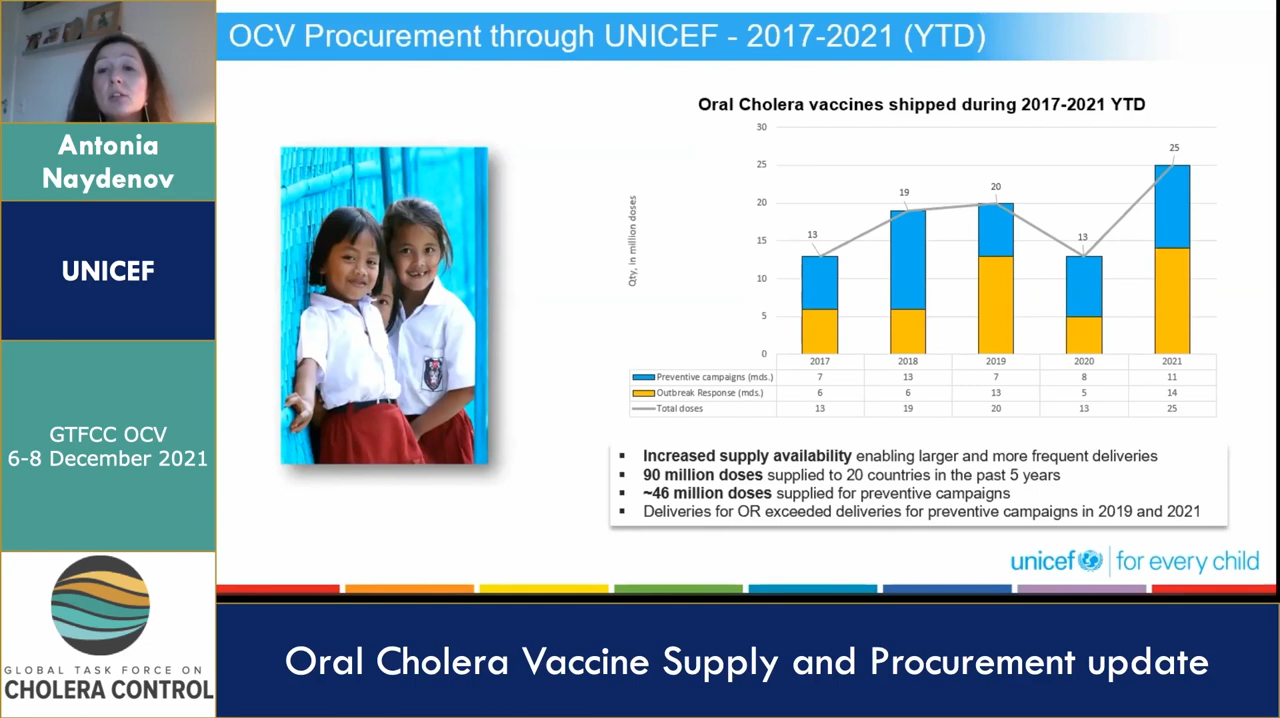 Antonia
Naydenov
UNICEF
GTFCC OCV
6-8 December 2021
GLOBAL TASK FORCE ON
CHOLERA CONTROL
OCV Procurement through UNICEF - 2017-2021 (YTD)
Oral Cholera vaccines shipped during 2017-2021 YTD
Qty, in million doses
30
25
20
15
10
5
0
13
19
20
13
25
2017 2018 2019 2020 2021
Preventive campaigns (mds.) 7 13 7 8 11
Outbreak Response (mds.) 6 6 13 5 14
Total doses 13 19 20 13 25
▪ Increased supply availability enabling larger and more frequent deliveries
▪ 90 million doses supplied to 20 countries in the past 5 years
▪ ~46 million doses supplied for preventive campaigns
▪ Deliveries for OR exceeded deliveries for preventive campaigns in 2019 and 2021
unicef | for every child
Oral Cholera Vaccine Supply and Procurement update